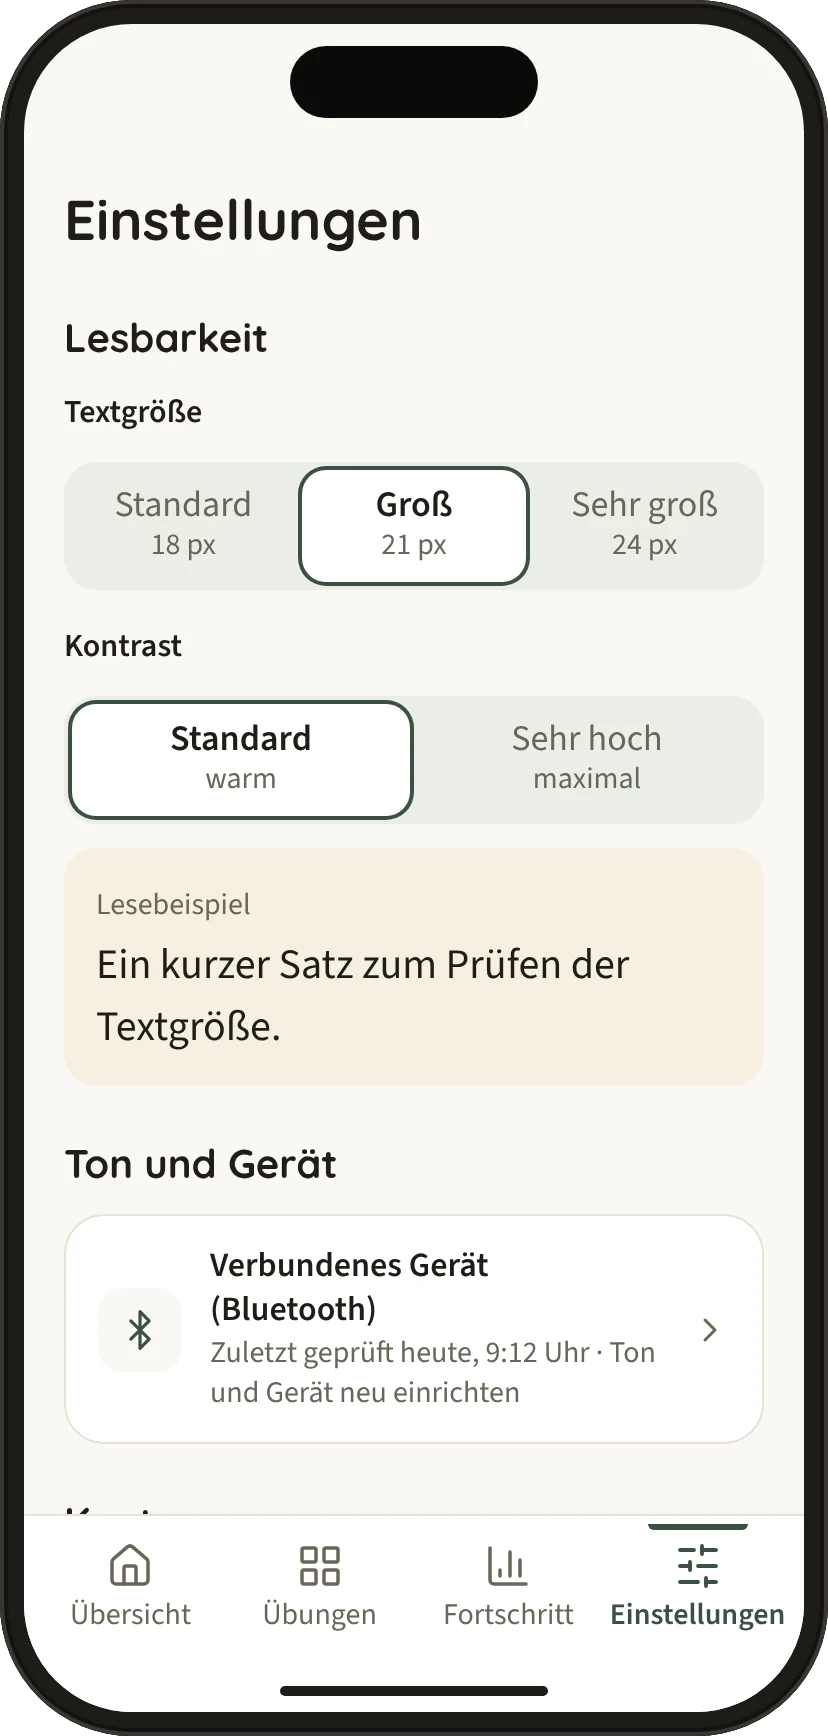 Einstellungen
Lesbarkeit
Textgröße
Standard
18 px
Groß
21 px
Sehr groß
24 px
Kontrast
Standard
warm
Sehr hoch
maximal
Lesebeispiel
Ein kurzer Satz zum Prüfen der
Textgröße.
Ton und Gerät
Verbundenes Gerät
(Bluetooth)
Zuletzt geprüft heute, 9:12 Uhr · Ton
und Gerät neu einrichten
Übersicht
Übungen
Fortschritt
Einstellungen